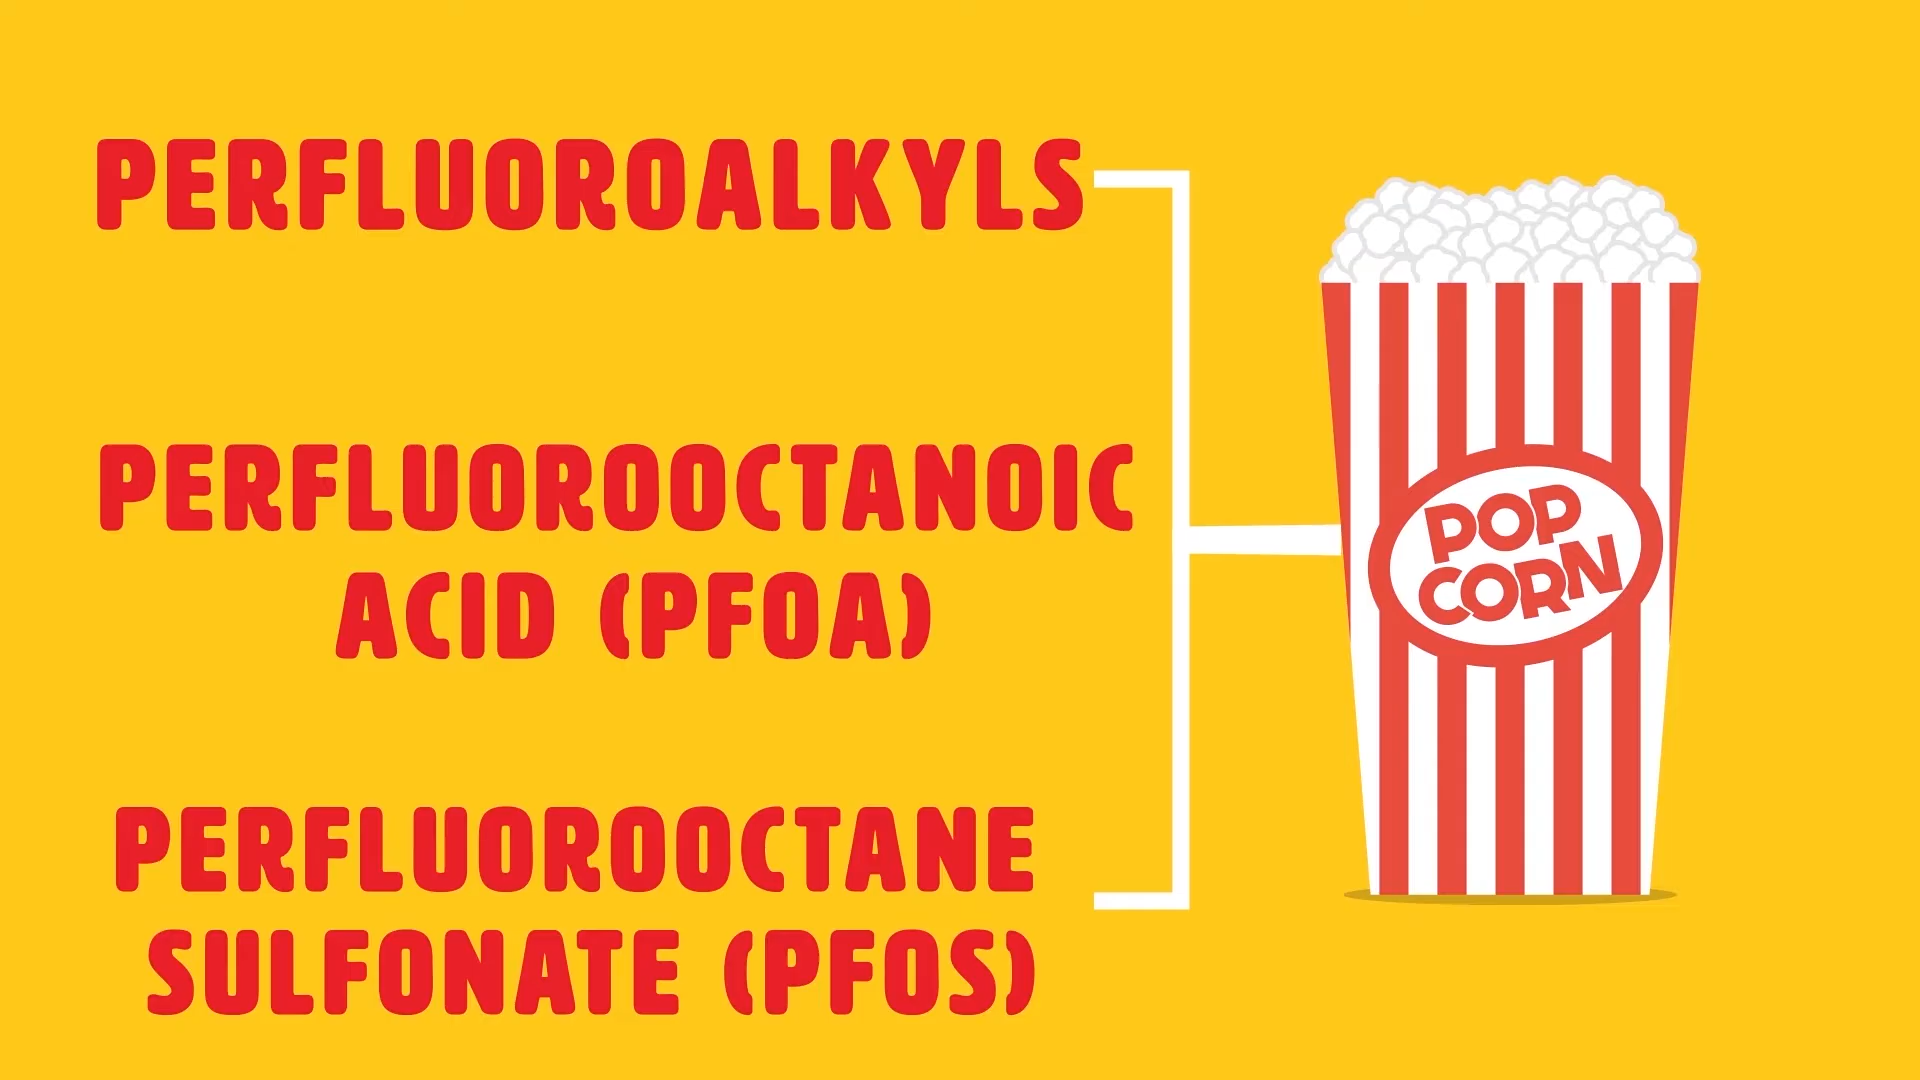 PERFLUOROALKYLS
PERFLUOROOCTANOIC
ACID (PFOA)
PERFLUOROOCTANE
SULFONATE (PFOS)
POP
CORN